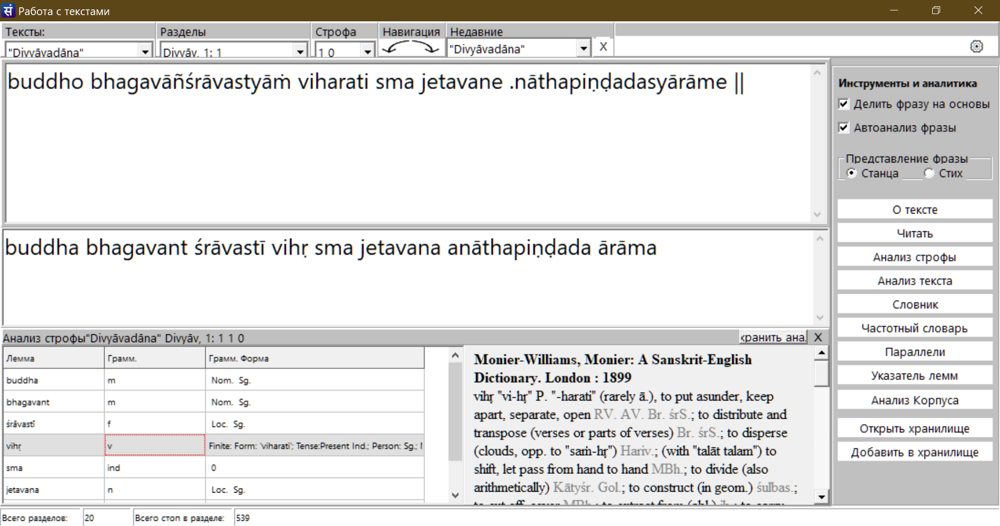 सं Работа с текстами
Тексты: Разделы Строфа Навигация Недавние
"Divyāvadāna" Divyāv, 1: 1 1 0 "Divyāvadāna" X
buddho bhagavāñśrāvastyāṁ viharati sma jetavane .nāthapiṇḍadasyārāme ||
buddha bhagavant śrāvastī vihṛ sma jetavana anāthapiṇḍada ārāma
Анализ строфы"Divyāvadāna" Divyāv, 1: 1 1 0 хранить анал X
Лемма Грамм. Грамм. Форма
buddha m Nom. Sg.
bhagavant m Nom. Sg.
śrāvastī f Loc. Sg.
vihṛ v Finite: Form: 'viharati'; Tense:Present Ind.; Person: Sg.;
sma ind 0
jetavana n Loc. Sg.
Monier-Williams, Monier: A Sanskrit-English
Dictionary. London : 1899
vihṛ "vi-hṛ" P. "-harati" (rarely ā.), to put asunder, keep
apart, separate, open RV. AV. Br. śrS.; to distribute and
transpose (verses or parts of verses) Br. śrS.; to disperse
(clouds, opp. to "saṁ-hṛ") Hariv.; (with "talāt talam") to
shift, let pass from hand to hand MBh.; to divide (also
arithmetically) Kātyśr. Gol.; to construct (in geom.) śulbas.;
Инструменты и аналитика
Делить фразу на основы
Автоанализ фразы
Представление фразы
Станца Стих
О тексте
Читать
Анализ строфы
Анализ текста
Словник
Частотный словарь
Параллели
Указатель лемм
Анализ Корпуса
Открыть хранилище
Добавить в хранилище
Всего разделов: 20 Всего стоп в разделе: 539